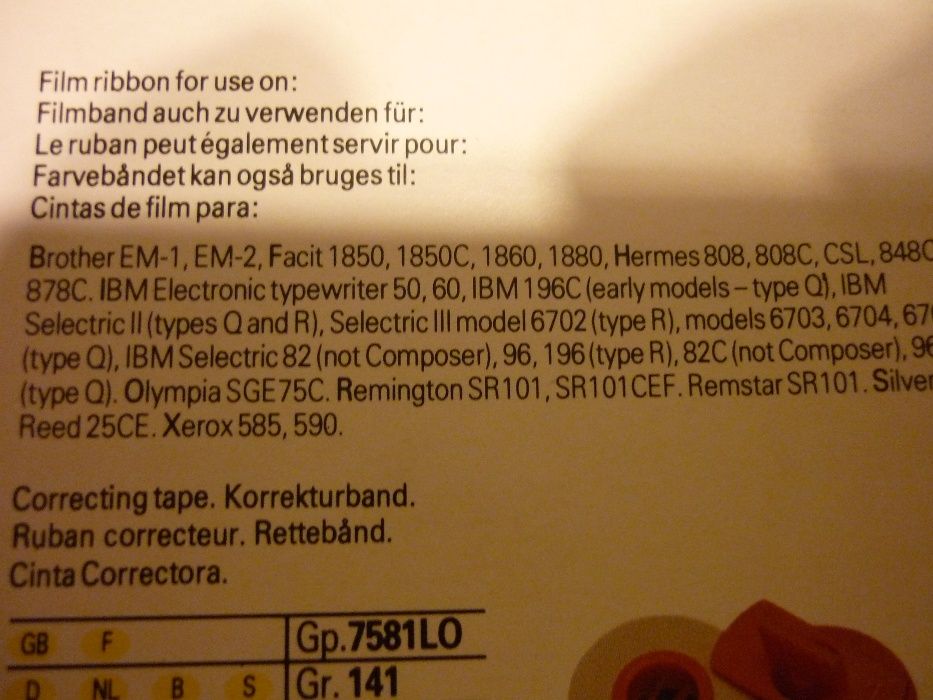 Film ribbon for use on:
Filmband auch zu verwenden für:
Le ruban peut également servir pour:
Farvebåndet kan også bruges til:
Cintas de film para:
Brother EM-1, EM-2, Facit 1850, 1850C, 1860, 1880, Hermes 808, 808C, CSL, 848C
878C. IBM Electronic typewriter 50, 60, IBM 196C (early models – type Q), IBM
Selectric II (types Q and R), Selectric III model 6702 (type R), models 6703, 6704, 67
(type Q), IBM Selectric 82 (not Composer), 96, 196 (type R), 82C (not Composer), 96
(type Q). Olympia SGE 75C. Remington SR101, SR101CEF. Remstar SR101. Silver
Reed 25CE. Xerox 585, 590.
Correcting tape. Korrekturband.
Ruban correcteur. Rettebånd.
Cinta Correctora.
GB F Gp.7581LO
D NL B S Gr. 141